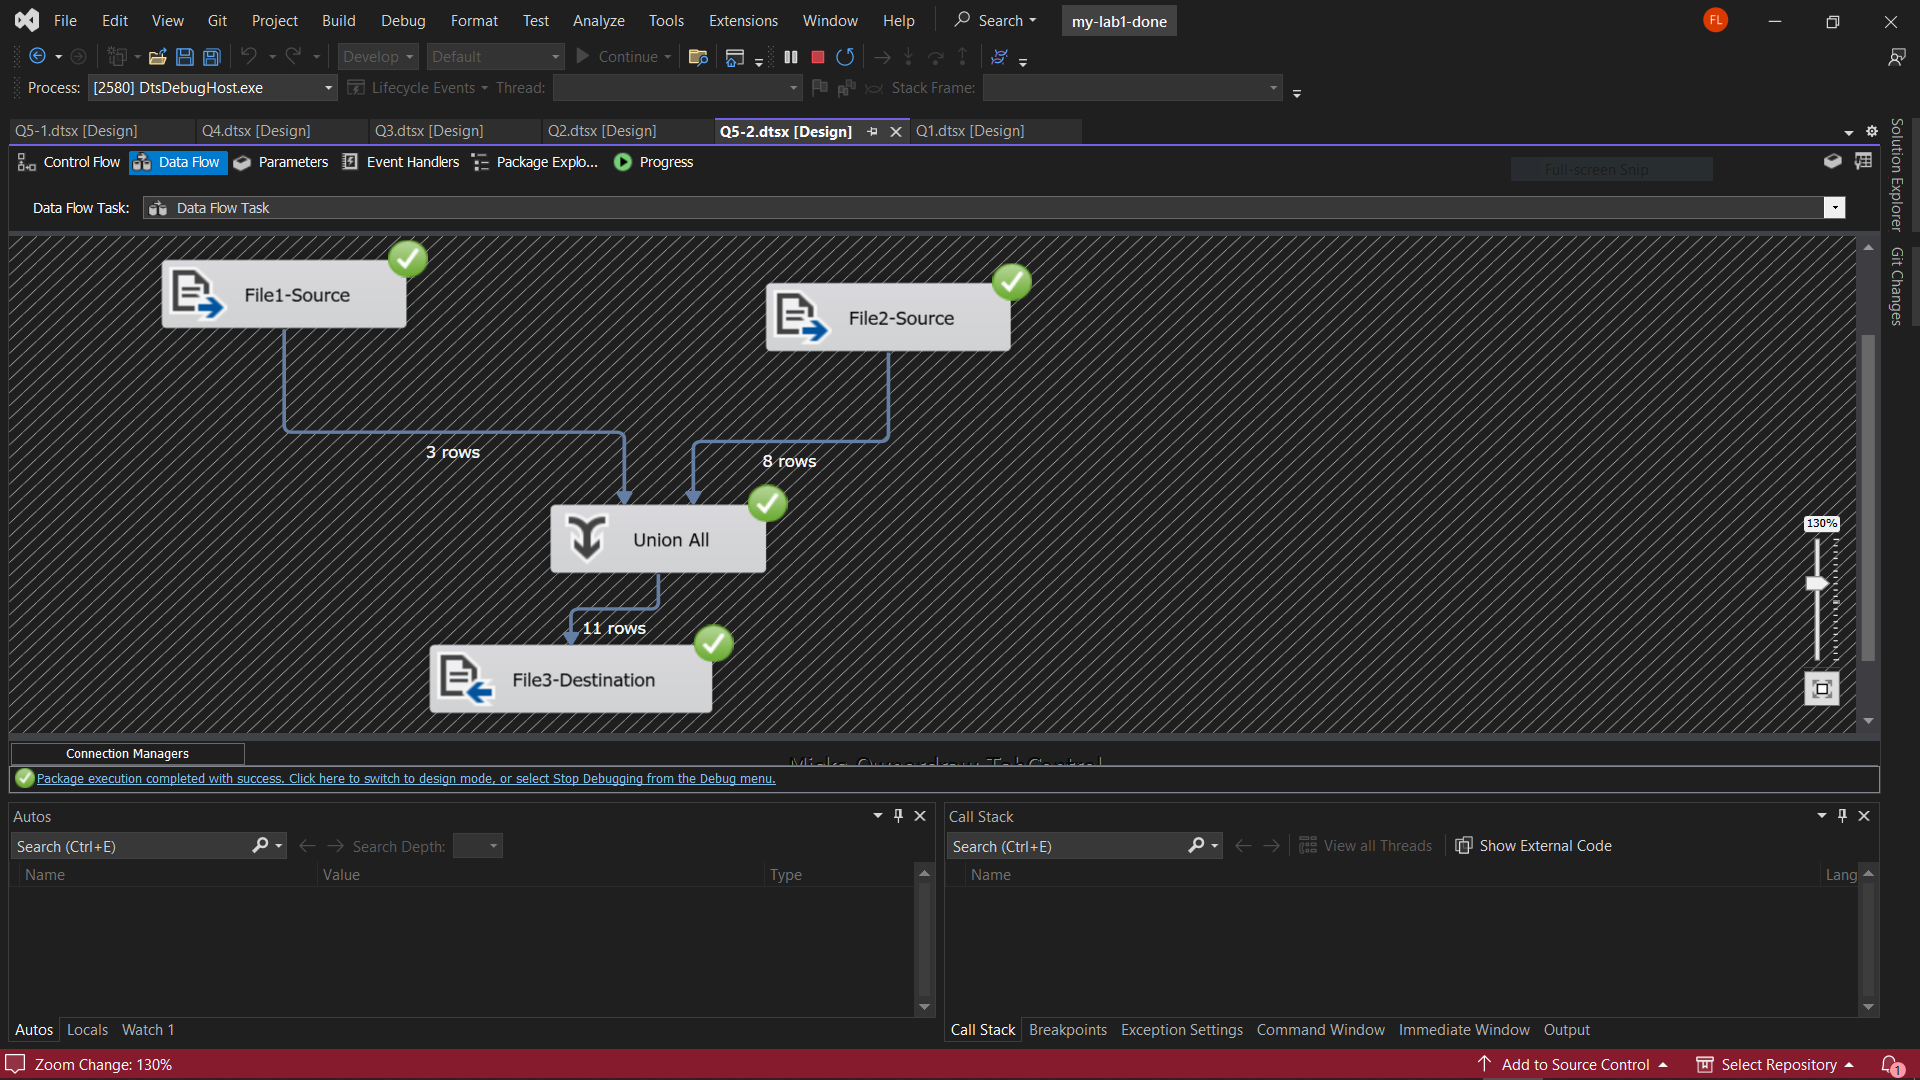 File Edit View Git Project Build Debug Format Test Analyze Tools Extensions Window Help Search my-lab1-done FL
Develop Default Continue
Process: [2580] DtsDebugHost.exe Lifecycle Events Thread: Stack Frame:
Q5-1.dtsx [Design] Q4.dtsx [Design] Q3.dtsx [Design] Q2.dtsx [Design] Q5-2.dtsx [Design] Q1.dtsx [Design]
Control Flow Data Flow Parameters Event Handlers Package Explo... Progress
Full-screen Snip
Data Flow Task: Data Flow Task
Solution Explorer
Git Changes
File1-Source
File2-Source
3 rows
8 rows
Union All
130%
11 rows
File3-Destination
Connection Managers
Package execution completed with success. Click here to switch to design mode, or select Stop Debugging from the Debug menu.
Autos
Search (Ctrl+E) Search Depth:
Name Value Type
Autos Locals Watch 1
Call Stack
Search (Ctrl+E) View all Threads Show External Code
Name Lang
Call Stack Breakpoints Exception Settings Command Window Immediate Window Output
Zoom Change: 130% Add to Source Control Select Repository 1